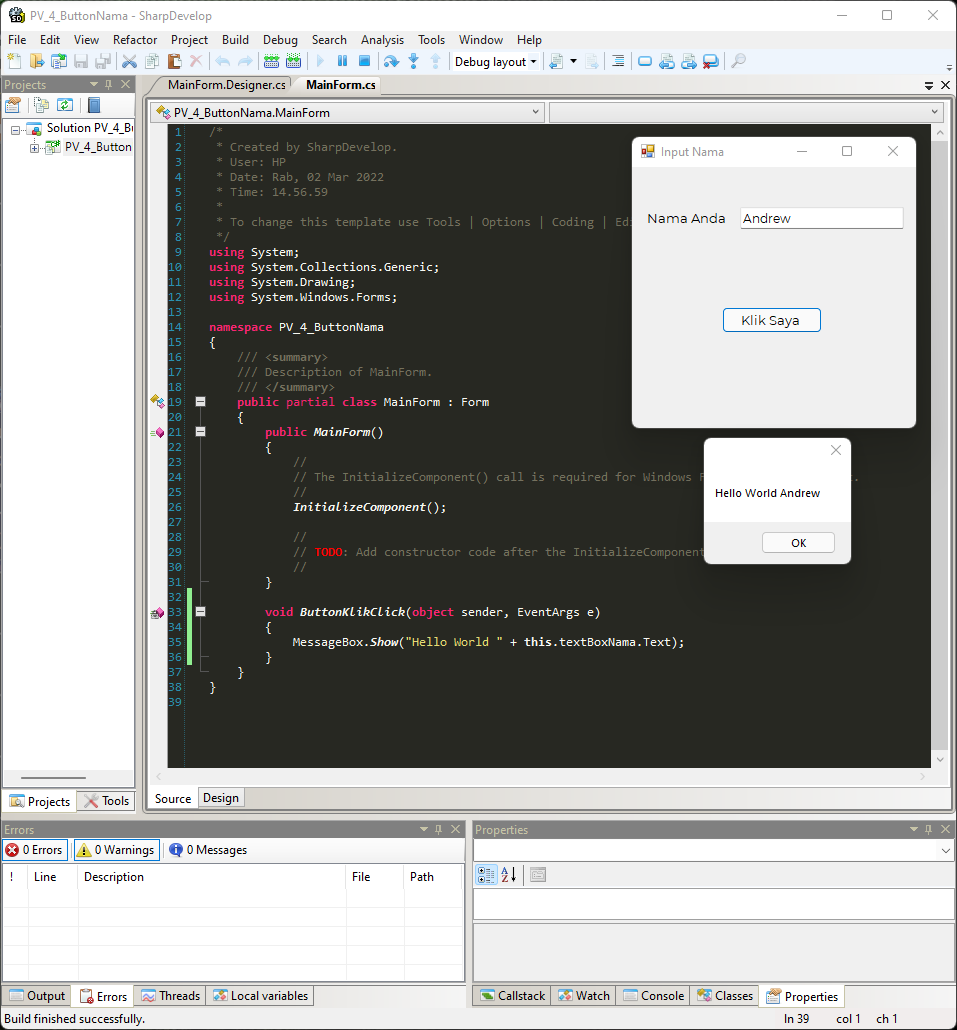 PV_4_ButtonNama - SharpDevelop
File Edit View Refactor Project Build Debug Search Analysis Tools Window Help
Debug layout
Projects
MainForm.Designer.cs MainForm.cs
PV_4_ButtonNama.MainForm
Solution PV_4_B
PV_4_Button
1 /*
2 * Created by SharpDevelop.
3 * User: HP
4 * Date: Rab, 02 Mar 2022
5 * Time: 14.56.59
6 *
7 * To change this template use Tools | Options | Coding |
8 */
9 using System;
10 using System.Collections.Generic;
11 using System.Drawing;
12 using System.Windows.Forms;
13
14 namespace PV_4_ButtonNama
15 {
16 /// <summary>
17 /// Description of MainForm.
18 /// </summary>
19 public partial class MainForm : Form
20 {
21 public MainForm()
22 {
23 //
24 // The InitializeComponent() call is required for Windows
25 //
26 InitializeComponent();
27
28 //
29 // TODO: Add constructor code after the InitializeComponent
30 //
31 }
32
33 void ButtonKlikClick(object sender, EventArgs e)
34 {
35 MessageBox.Show("Hello World " + this.textBoxNama.Text);
36 }
37 }
38 }
39
Input Nama
Nama Anda Andrew
Klik Saya
Hello World Andrew
OK
Projects Tools
Source Design
Errors
0 Errors 0 Warnings 0 Messages
! Line Description File Path
Properties
Output Errors Threads Local variables
Callstack Watch Console Classes Properties
Build finished successfully. ln 39 col 1 ch 1